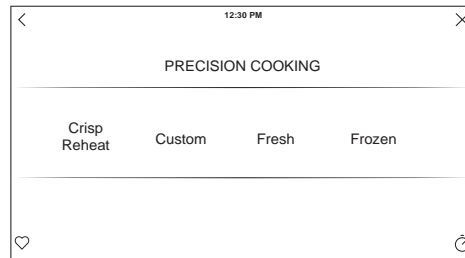 12:30 PM
PRECISION COOKING
Crisp
Reheat
Custom
Fresh
Frozen